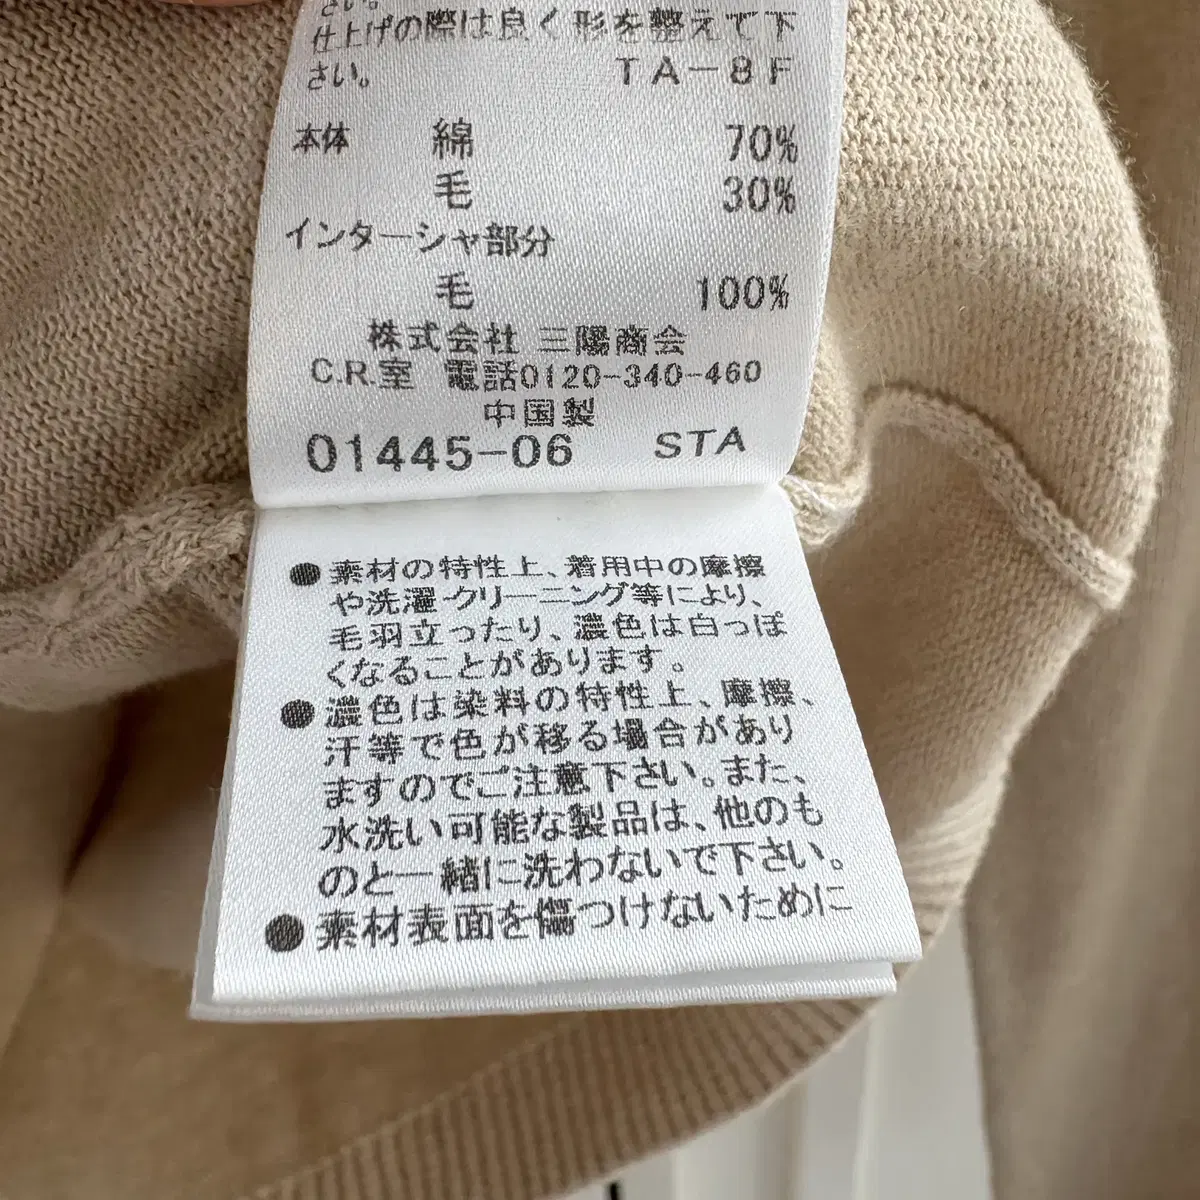 さい。
仕上げの際は良く形を整えて下
さい。 TA-8F
本体 綿 70%
毛 30%
インターシャ部分
毛 100%
株式会社 三陽商会
C.R.室 電話0120-340-460
中国製
01445-06 STA
●素材の特性上、着用中の摩擦
や洗濯・クリーニング等により、
毛羽立ったり、濃色は白っぽ
くなることがあります。
●濃色は染料の特性上、摩擦、
汗等で色が移る場合があり
ますのでご注意下さい。また、
水洗い可能な製品は、他のも
のと一緒に洗わないで下さい。
●素材表面を傷つけないために